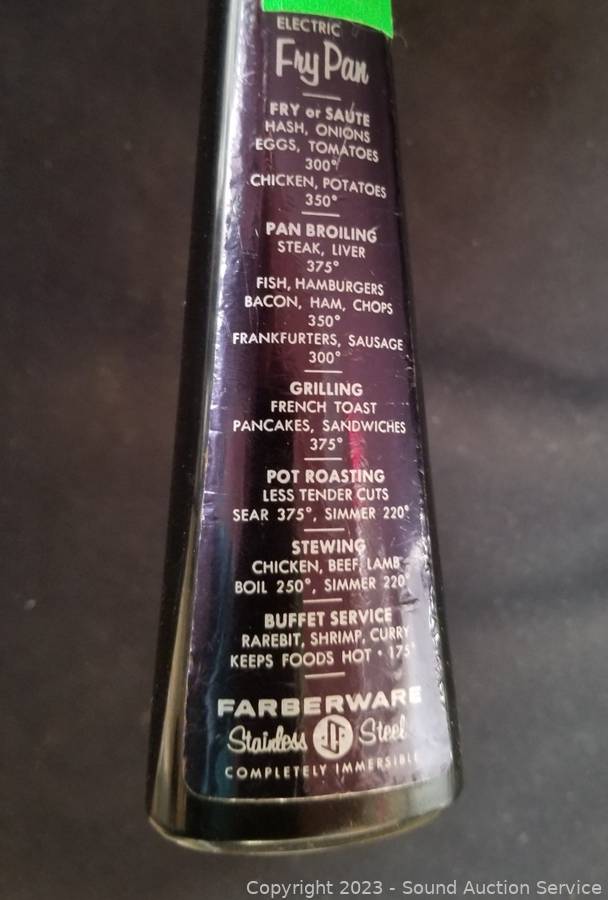 ELECTRIC
Fry Pan
FRY or SAUTE
HASH, ONIONS
EGGS, TOMATOES
300°
CHICKEN, POTATOES
350°
PAN BROILING
STEAK, LIVER
375°
FISH, HAMBURGERS
BACON, HAM, CHOPS
350°
FRANKFURTERS, SAUSAGE
300°
GRILLING
FRENCH TOAST
PANCAKES, SANDWICHES
375°
POT ROASTING
LESS TENDER CUTS
SEAR 375°, SIMMER 220°
STEWING
CHICKEN, BEEF, LAMB
BOIL 250°, SIMMER 220°
BUFFET SERVICE
RAREBIT, SHRIMP, CURRY
KEEPS FOODS HOT • 175°
FARBERWARE
Stainless Steel
COMPLETELY IMMERSIBLE
Copyright 2023 - Sound Auction Service